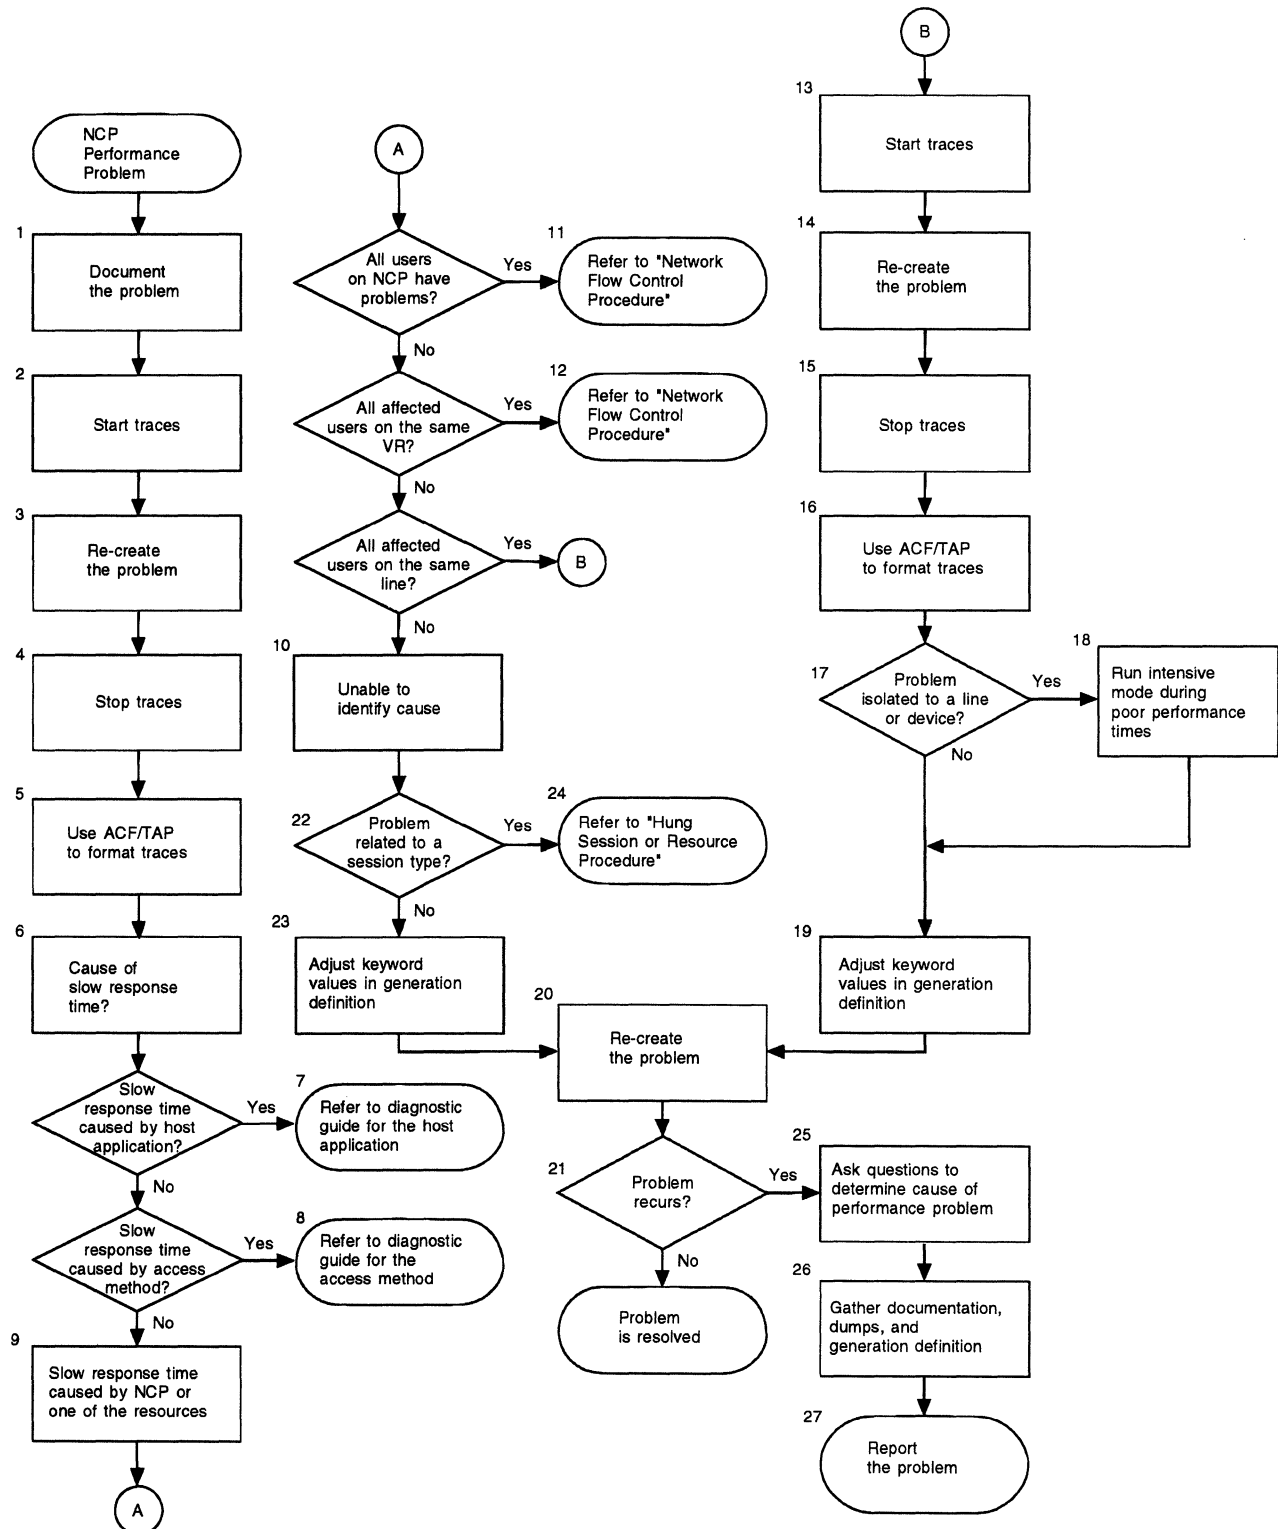 NCP
Performance
Problem
1
Document
the problem
2
Start traces
3
Re-create
the problem
4
Stop traces
5
Use ACF/TAP
to format traces
6
Cause of
slow response
time?
Slow
response time
caused by host
application?
Yes
7
Refer to diagnostic
guide for the host
application
No
Slow
response time
caused by access
method?
Yes
8
Refer to diagnostic
guide for the
access method
No
9
Slow response time
caused by NCP or
one of the resources
A
A
All users
on NCP have
problems?
Yes
11
Refer to "Network
Flow Control
Procedure"
No
All affected
users on the same
VR?
Yes
12
Refer to "Network
Flow Control
Procedure"
No
All affected
users on the same
line?
Yes
B
No
10
Unable to
identify cause
22
Problem
related to a
session type?
Yes
24
Refer to "Hung
Session or Resource
Procedure"
No
23
Adjust keyword
values in generation
definition
20
Re-create
the problem
21
Problem
recurs?
Yes
No
Problem
is resolved
B
13
Start traces
14
Re-create
the problem
15
Stop traces
16
Use ACF/TAP
to format traces
17
Problem
isolated to a line
or device?
Yes
18
Run intensive
mode during
poor performance
times
No
19
Adjust keyword
values in generation
definition
25
Ask questions to
determine cause of
performance problem
26
Gather documentation,
dumps, and
generation definition
27
Report
the problem